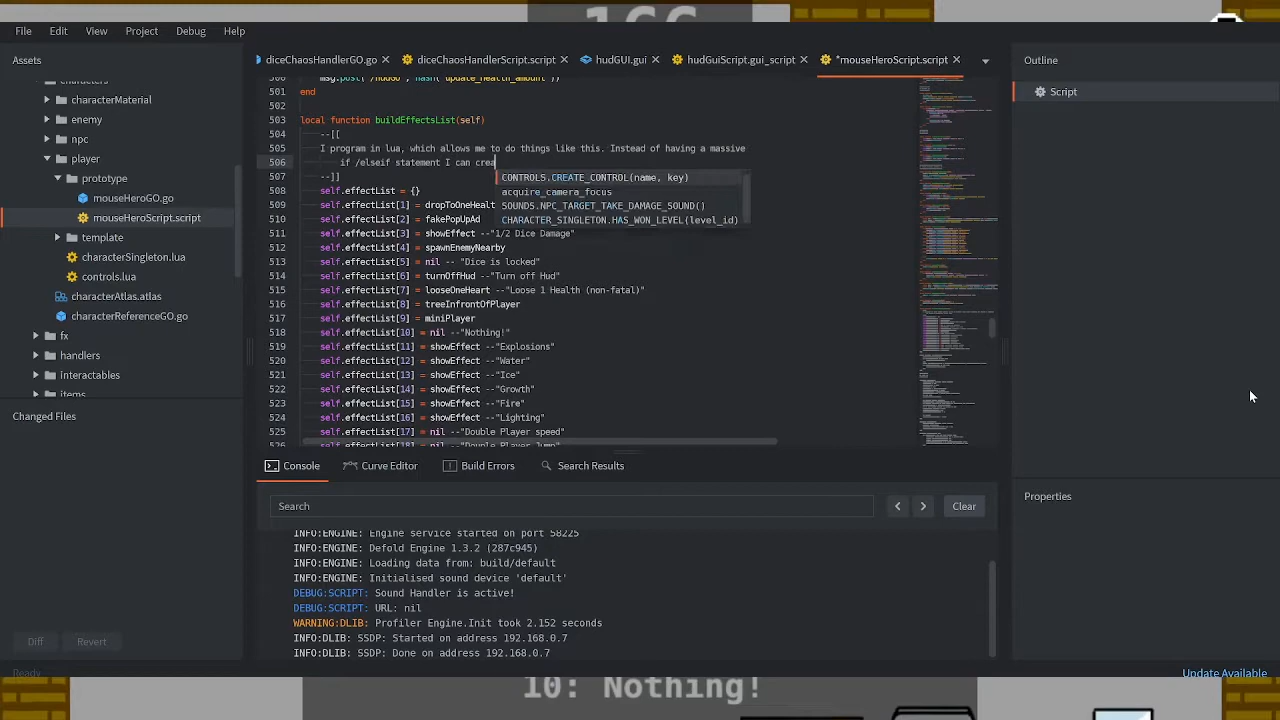 166
File Edit View Project Debug Help
Assets
diceChaosHandlerGO.go × diceChaosHandlerScript.script × hudGUI.gui × hudGuiScript.gui_script × *mouseHeroScript.script ×
Outline
Script
characters
characterMaterial
enemy
npc
player
prototype
mouseHeroGO.go
mouseHeroScript.script
template
controls.lua
characterAtlas.atlas
characterReferenceGO.go
fx
handlers
interactables
items
500 msg.post("/hudGo", hash("update_health_amount"))
501 end
502
503 local function buildEffectsList(self)
504 --[[
505 I program in lua, which allows me to do things like this. Instead of having a massive
506 if /elseif statement I can crea
507 --]]
508 self.effectList = {}
509 self.effectList[1] = dropToOneHealt
510 self.effectList[2] = fakePopUpAd
511 self.effectList[3] = showEffect --"1/2 Dice Damage"
512 self.effectList[4] = spawnEnemyNearby
513 self.effectList[5] = nil -- "Dice is locked"
514 self.effectList[6] = turnOffHud --"Turn off Hud"
515 self.effectList[7] = looseOneHeart --"Lose 1 Health (non-fatal)"
516 self.effectList[8] = treeInfrontOfPlayer
517 self.effectList[9] = miniPlayer
518 self.effectList[10] = nil --"Nothing!"
519 self.effectList[11] = showEffect --"Explosions"
520 self.effectList[12] = showEffect --"Water"
521 self.effectList[13] = showEffect --"Ice"
522 self.effectList[14] = showEffect --"Growth"
523 self.effectList[15] = showEffect --"Fire"
524 self.effectList[16] = showEffect --"Lighting"
525 self.effectList[17] = nil --"Double Player speed"
526 self.effectList[18] = nil --"Double Player Jump"
CONTROLS.CREATE_CONTROL(name, key)
acquire_camera_focus
SOUNDS.NPC_TARGET_TAKE_DAMAGE_SOUND()
CHARACTER_SINGLETON.HAS_WON_LEVEL(level_id)
Changed Files
Diff Revert
Console Curve Editor Build Errors Search Results
Search
Clear
INFO:ENGINE: Engine service started on port 58225
INFO:ENGINE: Defold Engine 1.3.2 (287c945)
INFO:ENGINE: Loading data from: build/default
INFO:ENGINE: Initialised sound device 'default'
DEBUG:SCRIPT: Sound Handler is active!
DEBUG:SCRIPT: URL: nil
WARNING:DLIB: Profiler Engine.Init took 2.152 seconds
INFO:DLIB: SSDP: Started on address 192.168.0.7
INFO:DLIB: SSDP: Done on address 192.168.0.7
Properties
Ready
Update Available
10: Nothing!